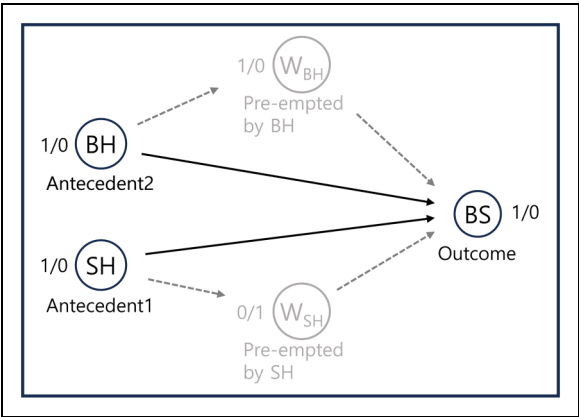 1/0 W_BH
Pre-empted
by BH
1/0 BH
Antecedent2
BS 1/0
Outcome
1/0 SH
Antecedent1
0/1 W_SH
Pre-empted
by SH